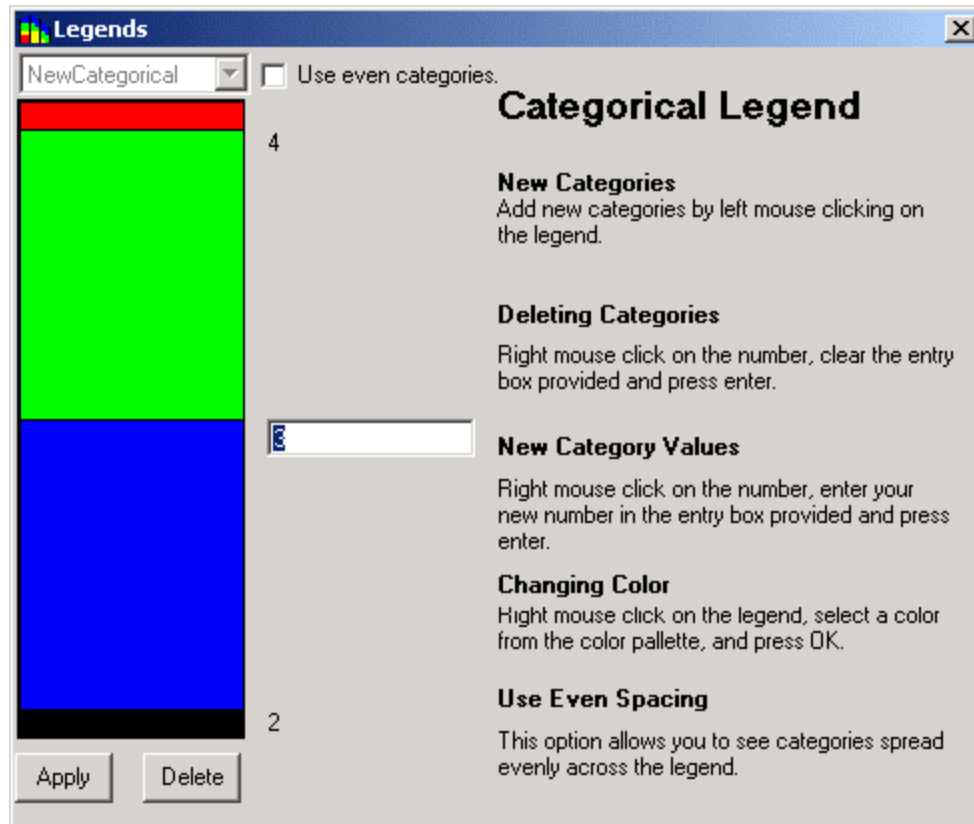 Legends
NewCategorical
Use even categories.
Categorical Legend
4
New Categories
Add new categories by left mouse clicking on
the legend.
Deleting Categories
Right mouse click on the number, clear the entry
box provided and press enter.
3
New Category Values
Right mouse click on the number, enter your
new number in the entry box provided and press
enter.
Changing Color
Right mouse click on the legend, select a color
from the color pallette, and press OK.
Use Even Spacing
2
This option allows you to see categories spread
evenly across the legend.
Apply
Delete